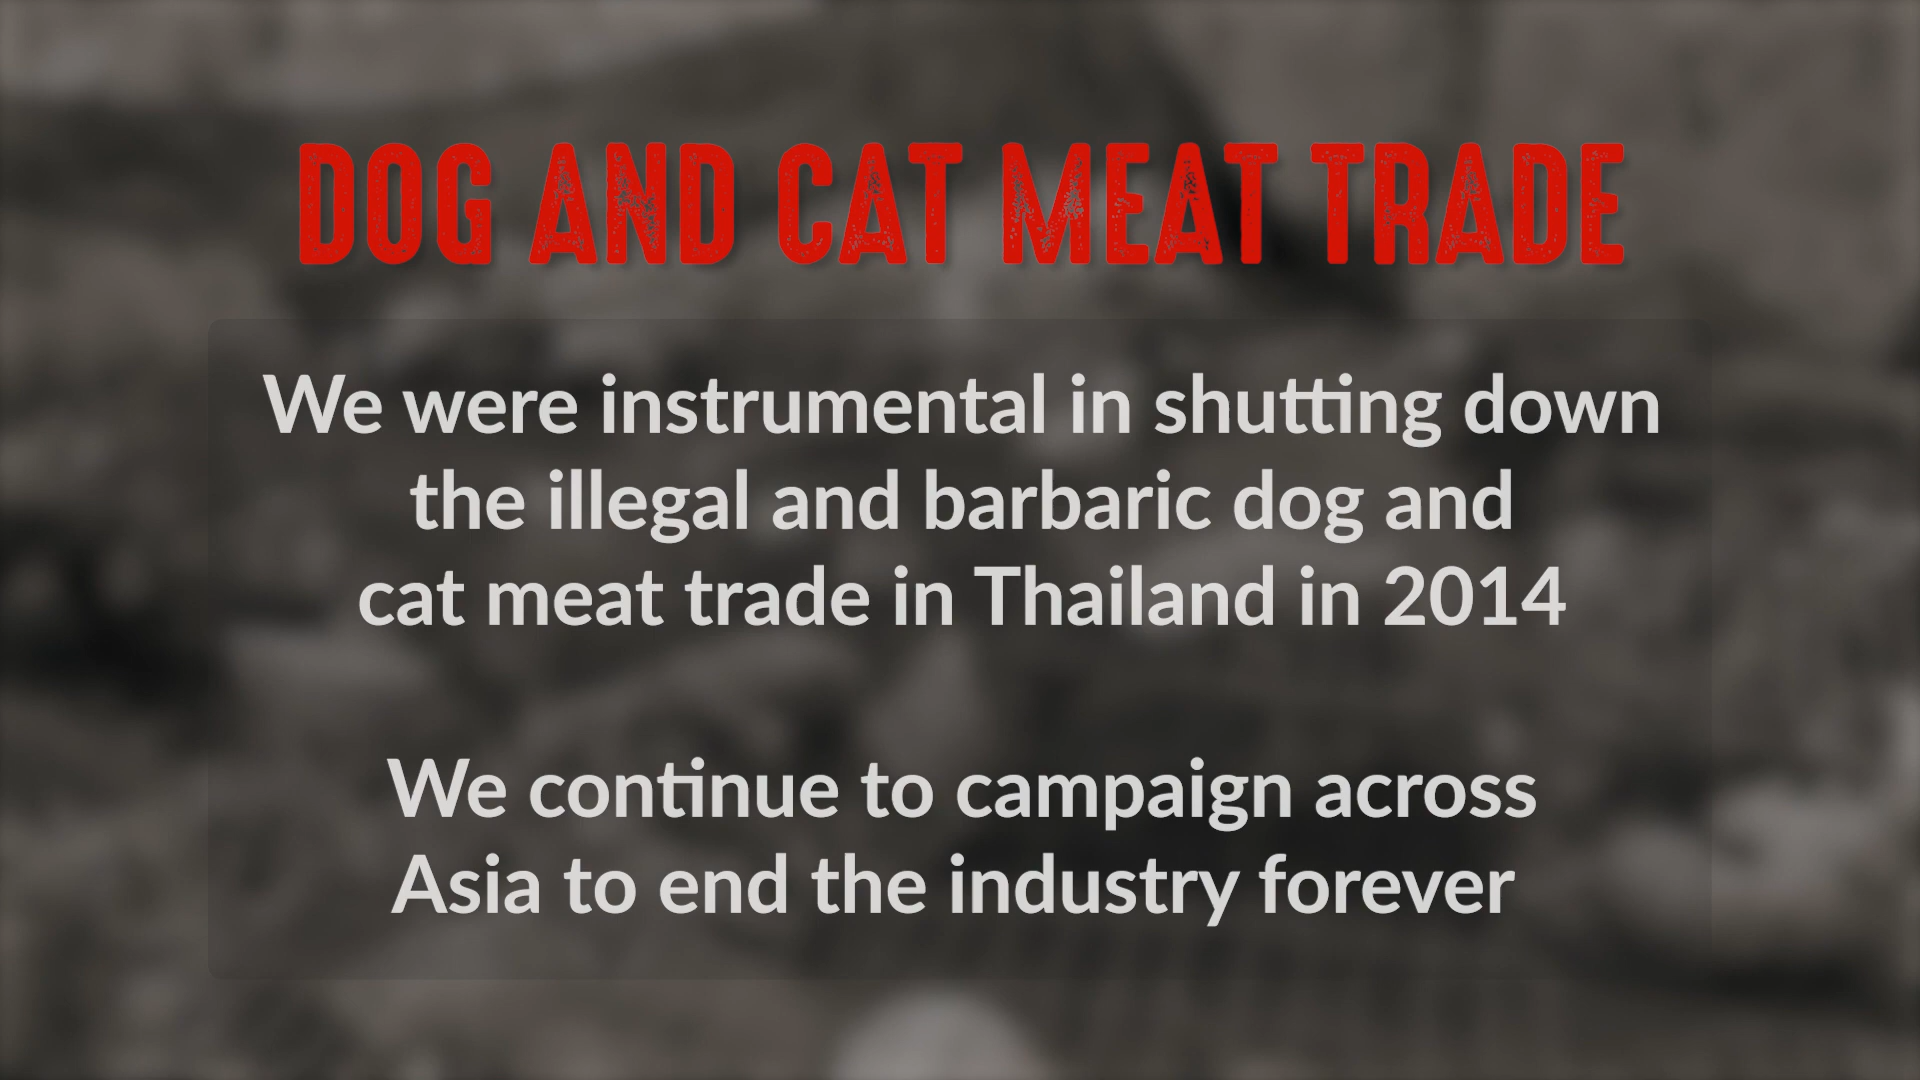 DOG AND CAT MEAT TRADE
We were instrumental in shutting down
the illegal and barbaric dog and
cat meat trade in Thailand in 2014
We continue to campaign across
Asia to end the industry forever